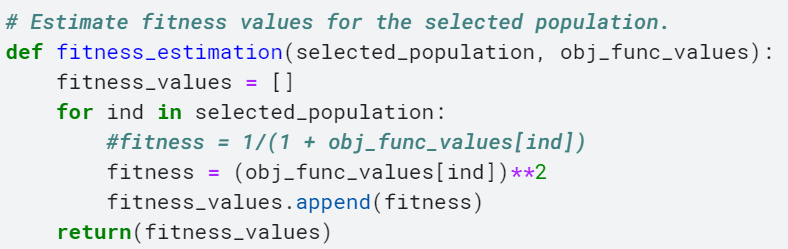 # Estimate fitness values for the selected population.
def fitness_estimation(selected_population, obj_func_values):
    fitness_values = []
    for ind in selected_population:
        #fitness = 1/(1 + obj_func_values[ind])
        fitness = (obj_func_values[ind])**2
        fitness_values.append(fitness)
    return(fitness_values)